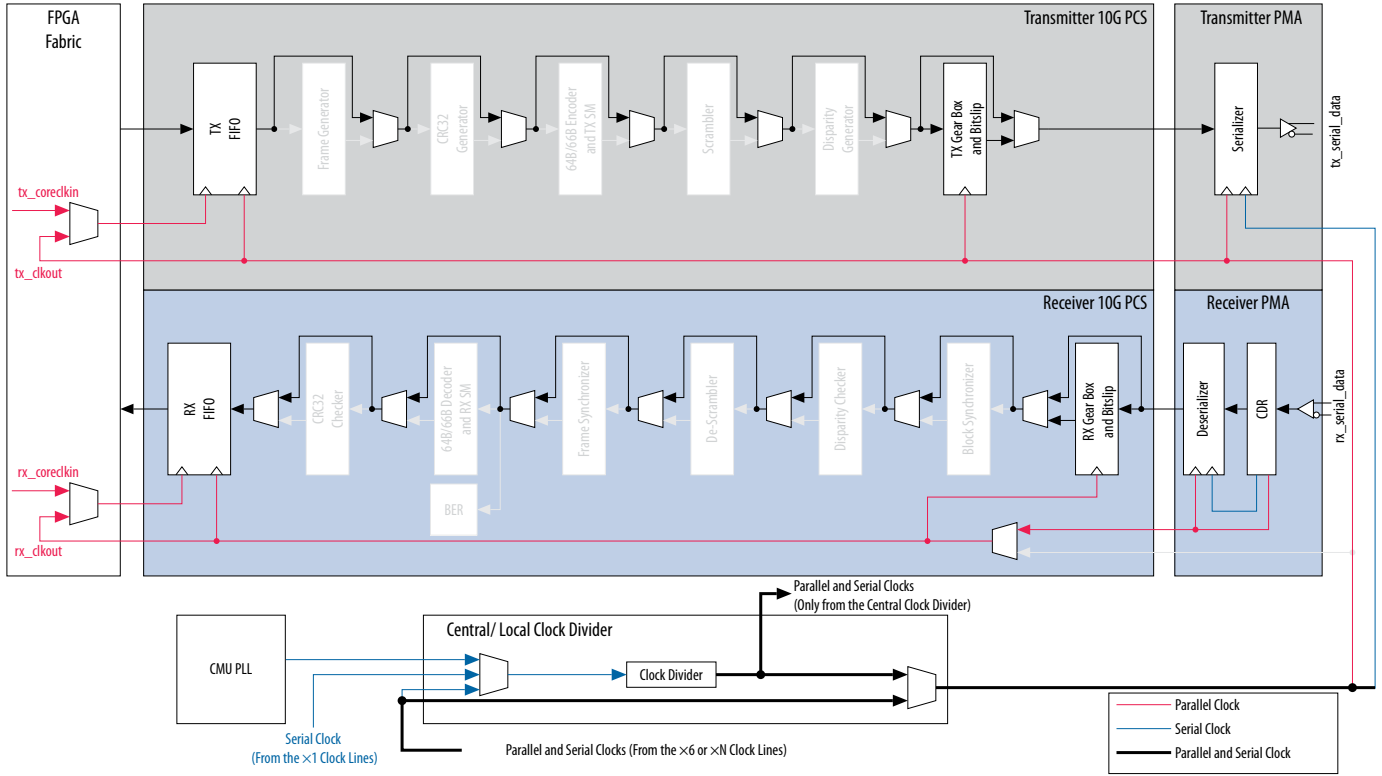 FPGA
Fabric
Transmitter 10G PCS
Transmitter PMA
TX
FIFO
Frame Generator
CRC32
Generator
64B/66B Encoder
and TX SM
Scrambler
Disparity
Generator
TX Gear Box
and Bitslip
Serializer
tx_serial_data
tx_coreclkin
tx_clkout
Receiver 10G PCS
Receiver PMA
RX
FIFO
CRC32
Checker
64B/66B Decoder
and RX SM
Frame Synchronizer
De-Scrambler
Disparity Checker
Block Synchronizer
RX Gear Box
and Bitslip
Deserializer
CDR
rx_serial_data
rx_coreclkin
BER
rx_clkout
Parallel and Serial Clocks
(Only from the Central Clock Divider)
Central/ Local Clock Divider
CMU PLL
Clock Divider
Serial Clock
(From the ×1 Clock Lines)
Parallel and Serial Clocks (From the ×6 or ×N Clock Lines)
Parallel Clock
Serial Clock
Parallel and Serial Clock